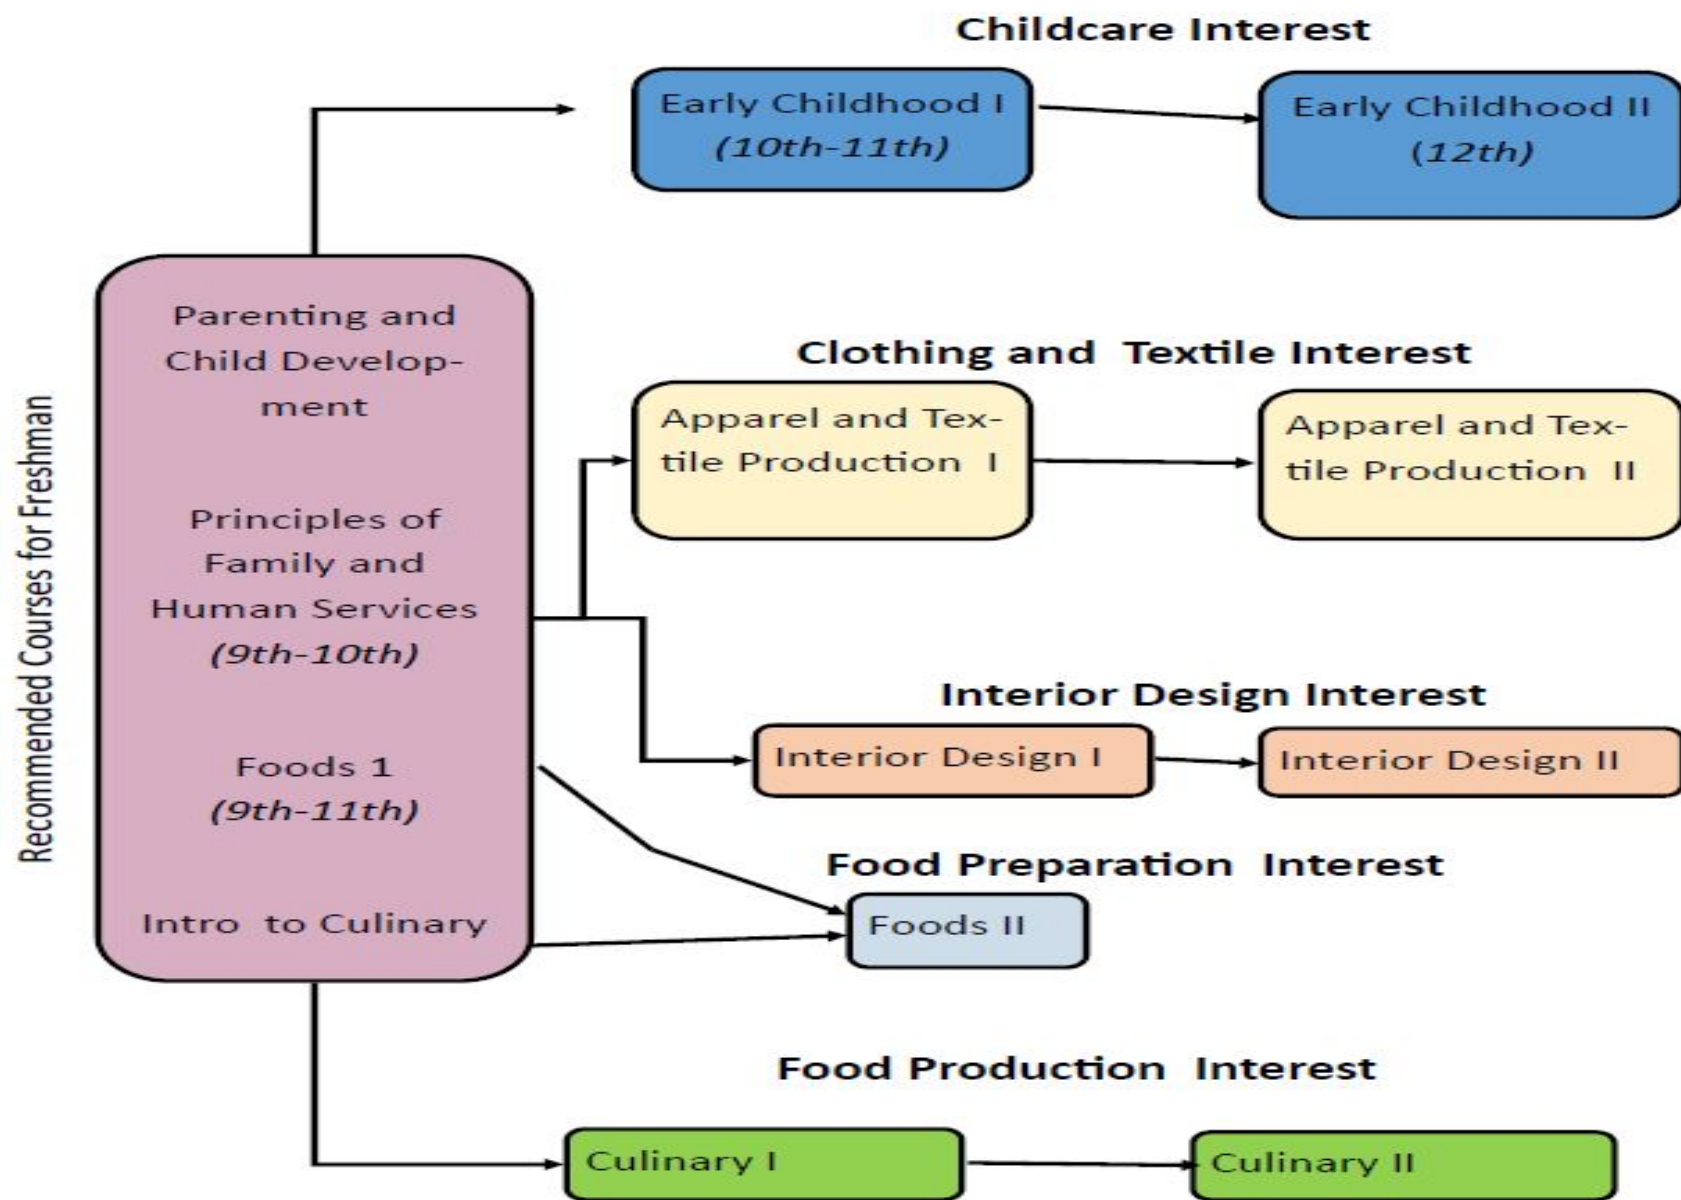 Childcare Interest
Early Childhood I
(10th-11th)
Early Childhood II
(12th)
Recommended Courses for Freshman
Parenting and
Child Develop-
ment
Principles of
Family and
Human Services
(9th-10th)
Foods 1
(9th-11th)
Intro to Culinary
Clothing and Textile Interest
Apparel and Tex-
tile Production I
Apparel and Tex-
tile Production II
Interior Design Interest
Interior Design I
Interior Design II
Food Preparation Interest
Foods II
Food Production Interest
Culinary I
Culinary II